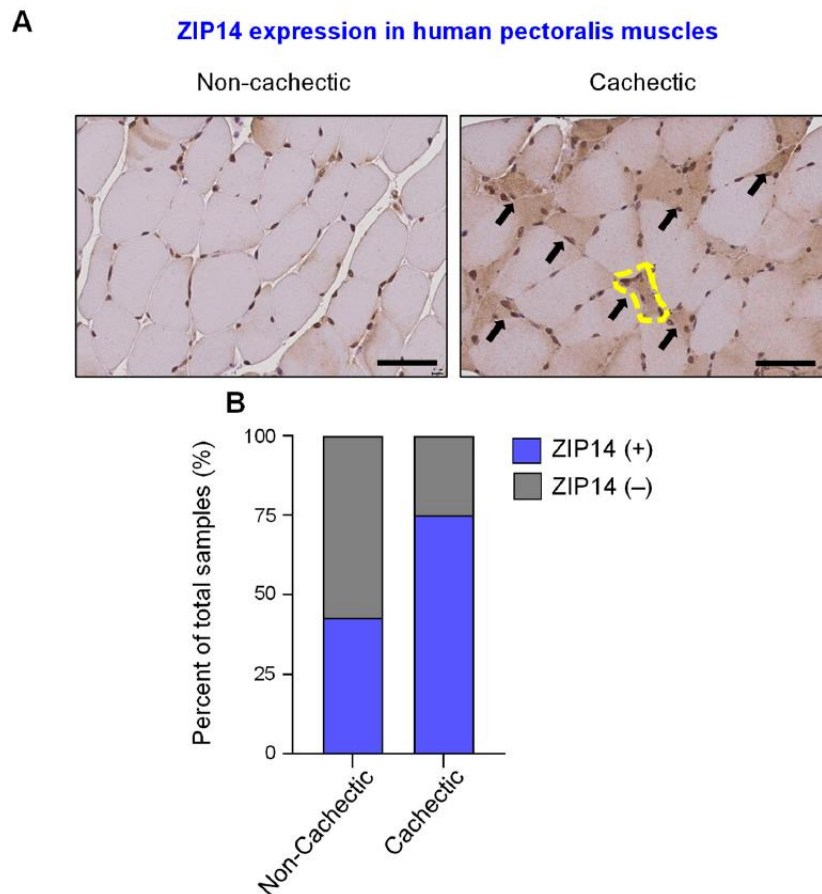 A
ZIP14 expression in human pectoralis muscles
Non-cachectic
Cachectic
B
100
75
50
25
0
Percent of total samples (%)
Non-Cachectic
Cachectic
ZIP14 (+)
ZIP14 (–)